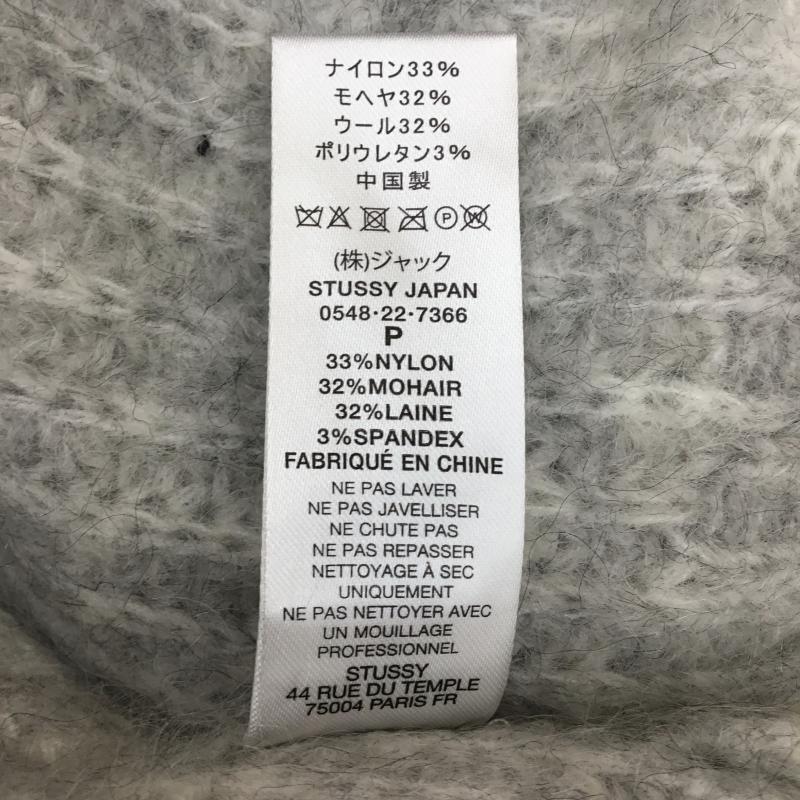 ナイロン33%
モヘヤ32%
ウール32%
ポリウレタン3%
中国製
P W
(株)ジャック
STUSSY JAPAN
0548·22·7366
P
33%NYLON
32%MOHAIR
32%LAINE
3%SPANDEX
FABRIQUÉ EN CHINE
NE PAS LAVER
NE PAS JAVELLISER
NE CHUTE PAS
NE PAS REPASSER
NETTOYAGE À SEC
UNIQUEMENT
NE PAS NETTOYER AVEC
UN MOUILLAGE
PROFESSIONNEL
STUSSY
44 RUE DU TEMPLE
75004 PARIS FR